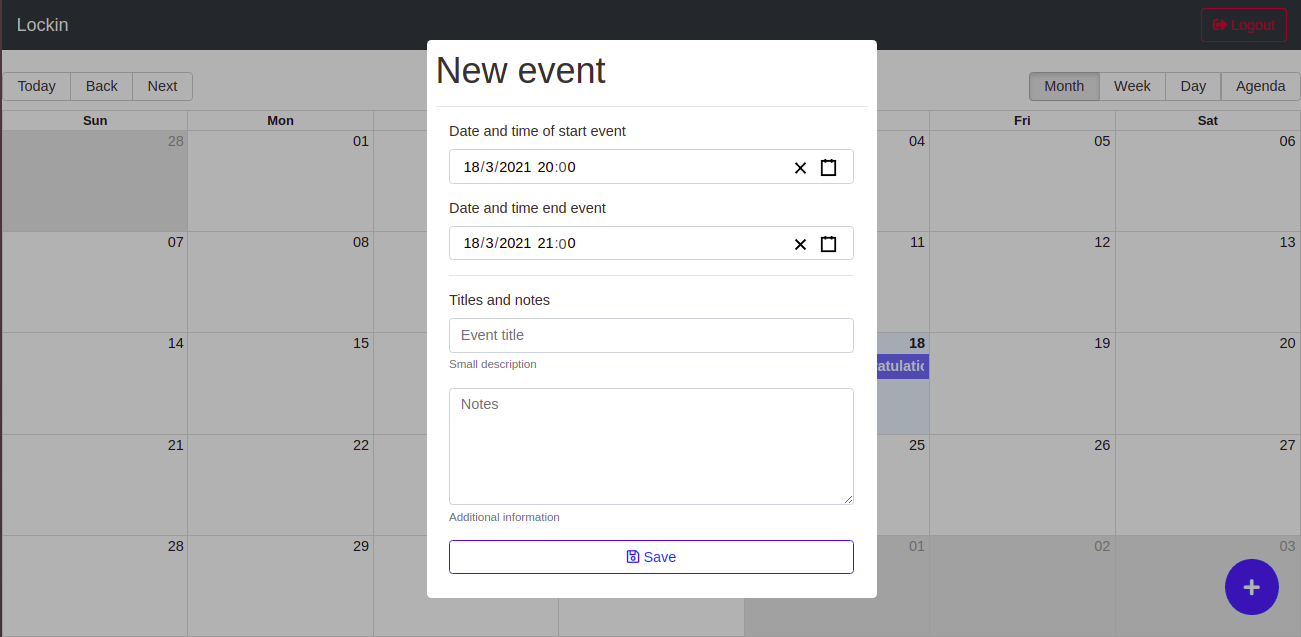 Lockin
Logout
New event
Today Back Next
Month Week Day Agenda
Sun Mon Fri Sat
Date and time of start event
28 01 04 05 06
18/3/2021 20:00
Date and time end event
07 08 11 12 13
18/3/2021 21:00
Titles and notes
Event title
14 15 18 19 20
Small description
atulatic
Notes
21 22 25 26 27
Additional information
28 29 01 02 03
Save